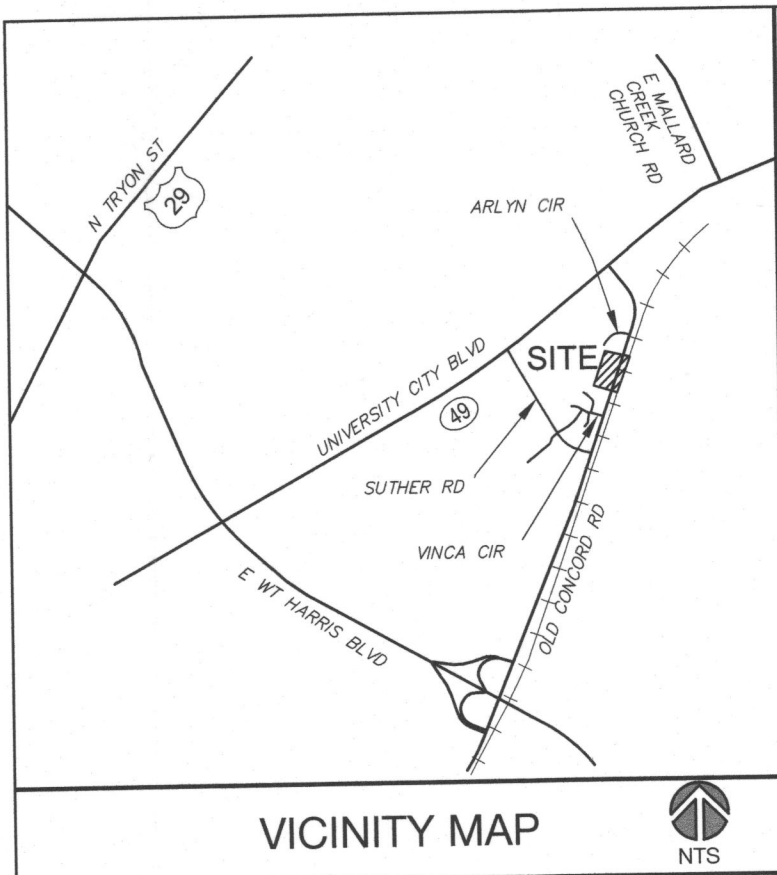 E MALLARD
CREEK
CHURCH RD
N TRYON ST
29
ARLYN CIR
SITE
UNIVERSITY CITY BLVD
49
SUTHER RD
VINCA CIR
OLD CONCORD RD
E WT HARRIS BLVD
VICINITY MAP
NTS